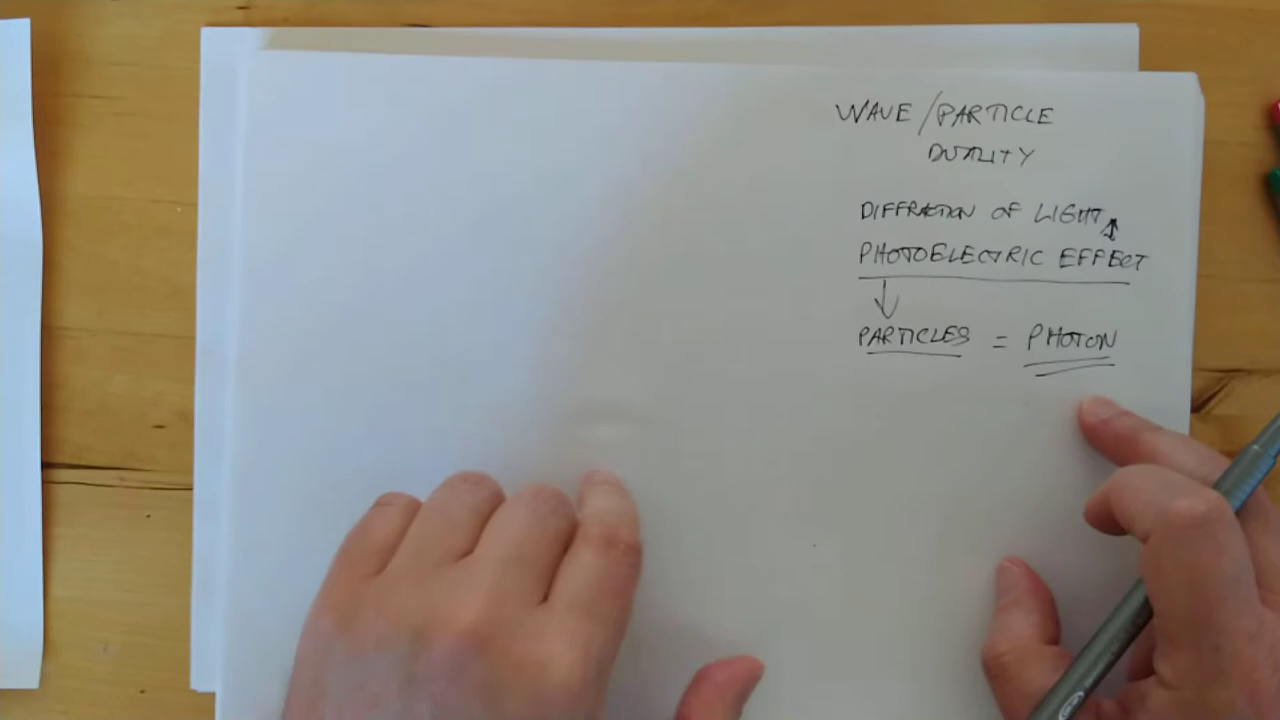 WAVE/PARTICLE
DUALITY
DIFFRACTION OF LIGHT
PHOTOELECTRIC EFFECT
PARTICLES = PHOTON